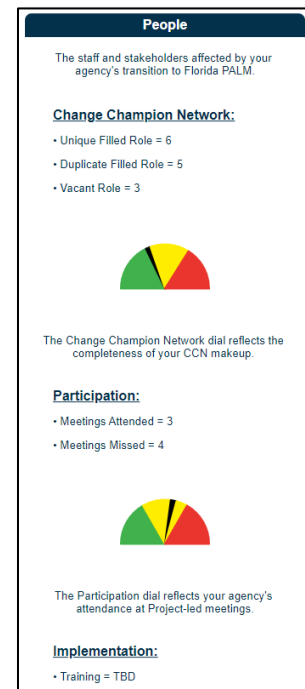 People
The staff and stakeholders affected by your
agency's transition to Florida PALM.
Change Champion Network:
• Unique Filled Role = 6
• Duplicate Filled Role = 5
• Vacant Role = 3
The Change Champion Network dial reflects the
completeness of your CCN makeup.
Participation:
• Meetings Attended = 3
• Meetings Missed = 4
The Participation dial reflects your agency's
attendance at Project-led meetings.
Implementation:
• Training = TBD